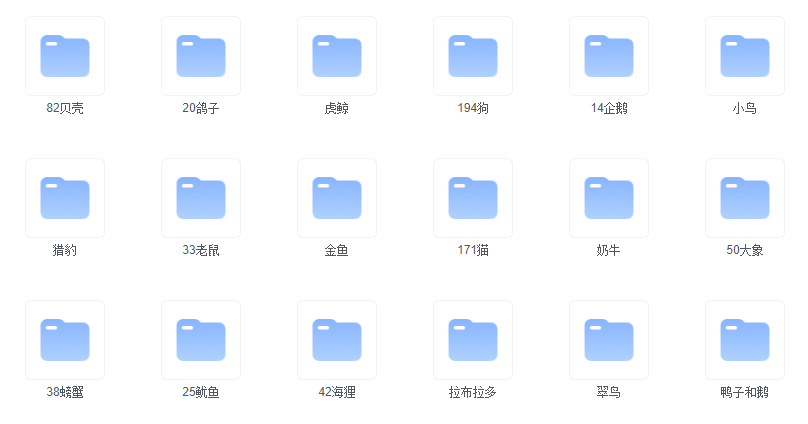 82贝壳
20鸽子
虎鲸
194狗
14企鹅
小鸟
猎豹
33老鼠
金鱼
171猫
奶牛
50大象
38螃蟹
25鱿鱼
42海狸
拉布拉多
翠鸟
鸭子和鹅